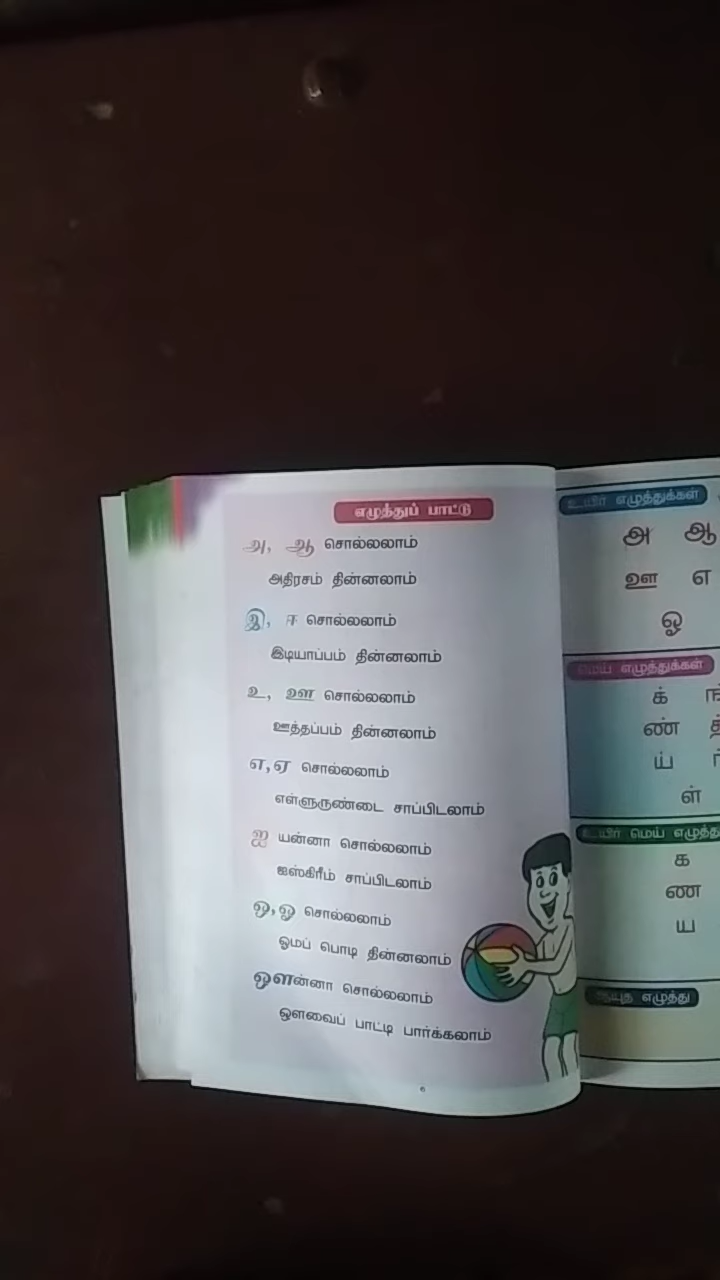 எழுத்துப் பாட்டு
அ, ஆ சொல்லலாம்
அதிரசம் தின்னலாம்
இ, ஈ சொல்லலாம்
இடியாப்பம் தின்னலாம்
உ, ஊ சொல்லலாம்
ஊத்தப்பம் தின்னலாம்
எ, ஏ சொல்லலாம்
எள்ளுருண்டை சாப்பிடலாம்
ஐ யன்னா சொல்லலாம்
ஐஸ்கிரீம் சாப்பிடலாம்
ஒ, ஓ சொல்லலாம்
ஓமப் பொடி தின்னலாம்
ஔன்னா சொல்லலாம்
ஔவைப் பாட்டி பார்க்கலாம்
உயிர் எழுத்துக்கள்
அ ஆ
ஊ எ
ஓ
மெய் எழுத்துக்கள்
க்
ண்
ய்
ள்
உயிர் மெய்
க
ண
ய
ஆயுத எழுத்து